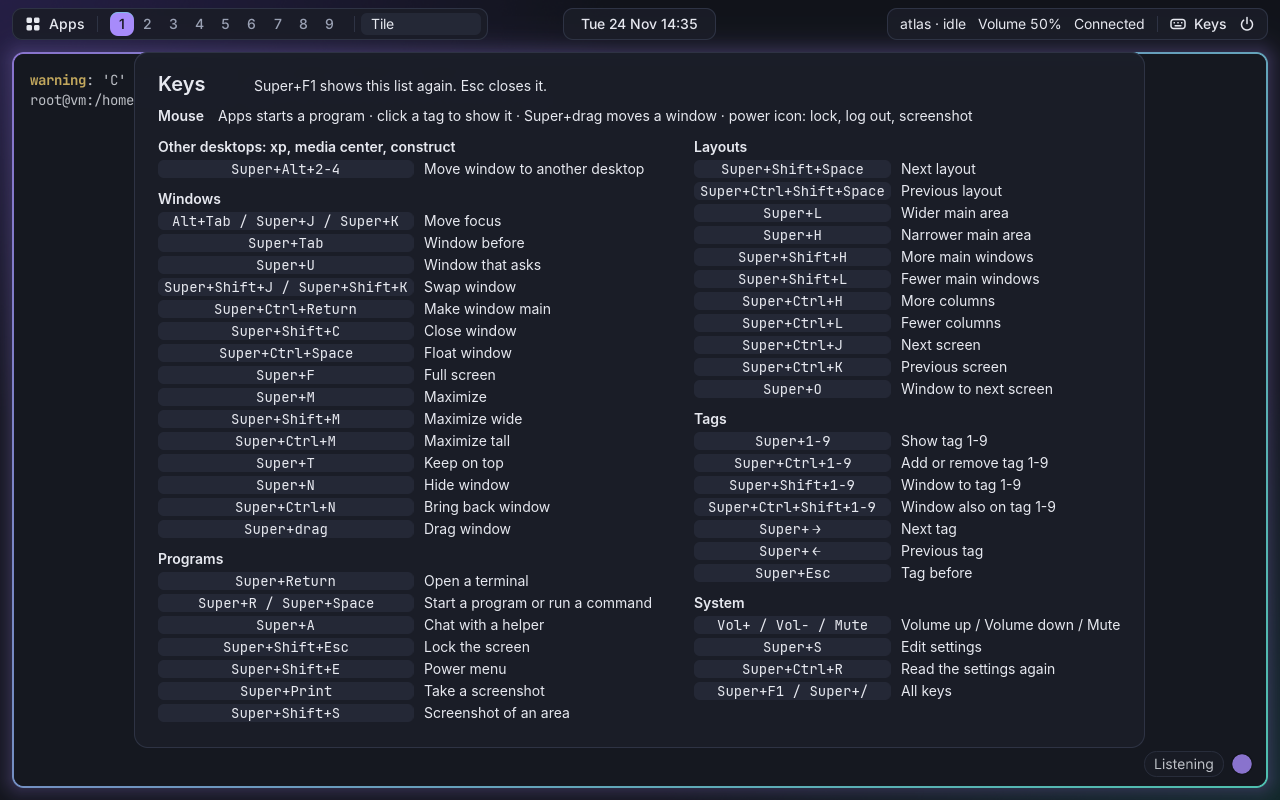 Apps 1 2 3 4 5 6 7 8 9 Tile Tue 24 Nov 14:35 atlas · idle Volume 50% Connected Keys
warning: 'C'
root@vm:/home
Keys Super+F1 shows this list again. Esc closes it.
Mouse Apps starts a program · click a tag to show it · Super+drag moves a window · power icon: lock, log out, screenshot
Other desktops: xp, media center, construct
Super+Alt+2-4 Move window to another desktop
Windows
Alt+Tab / Super+J / Super+K Move focus
Super+Tab Window before
Super+U Window that asks
Super+Shift+J / Super+Shift+K Swap window
Super+Ctrl+Return Make window main
Super+Shift+C Close window
Super+Ctrl+Space Float window
Super+F Full screen
Super+M Maximize
Super+Shift+M Maximize wide
Super+Ctrl+M Maximize tall
Super+T Keep on top
Super+N Hide window
Super+Ctrl+N Bring back window
Super+drag Drag window
Programs
Super+Return Open a terminal
Super+R / Super+Space Start a program or run a command
Super+A Chat with a helper
Super+Shift+Esc Lock the screen
Super+Shift+E Power menu
Super+Print Take a screenshot
Super+Shift+S Screenshot of an area
Layouts
Super+Shift+Space Next layout
Super+Ctrl+Shift+Space Previous layout
Super+L Wider main area
Super+H Narrower main area
Super+Shift+H More main windows
Super+Shift+L Fewer main windows
Super+Ctrl+H More columns
Super+Ctrl+L Fewer columns
Super+Ctrl+J Next screen
Super+Ctrl+K Previous screen
Super+O Window to next screen
Tags
Super+1-9 Show tag 1-9
Super+Ctrl+1-9 Add or remove tag 1-9
Super+Shift+1-9 Window to tag 1-9
Super+Ctrl+Shift+1-9 Window also on tag 1-9
Super+→ Next tag
Super+← Previous tag
Super+Esc Tag before
System
Vol+ / Vol- / Mute Volume up / Volume down / Mute
Super+S Edit settings
Super+Ctrl+R Read the settings again
Super+F1 / Super+/ All keys
Listening